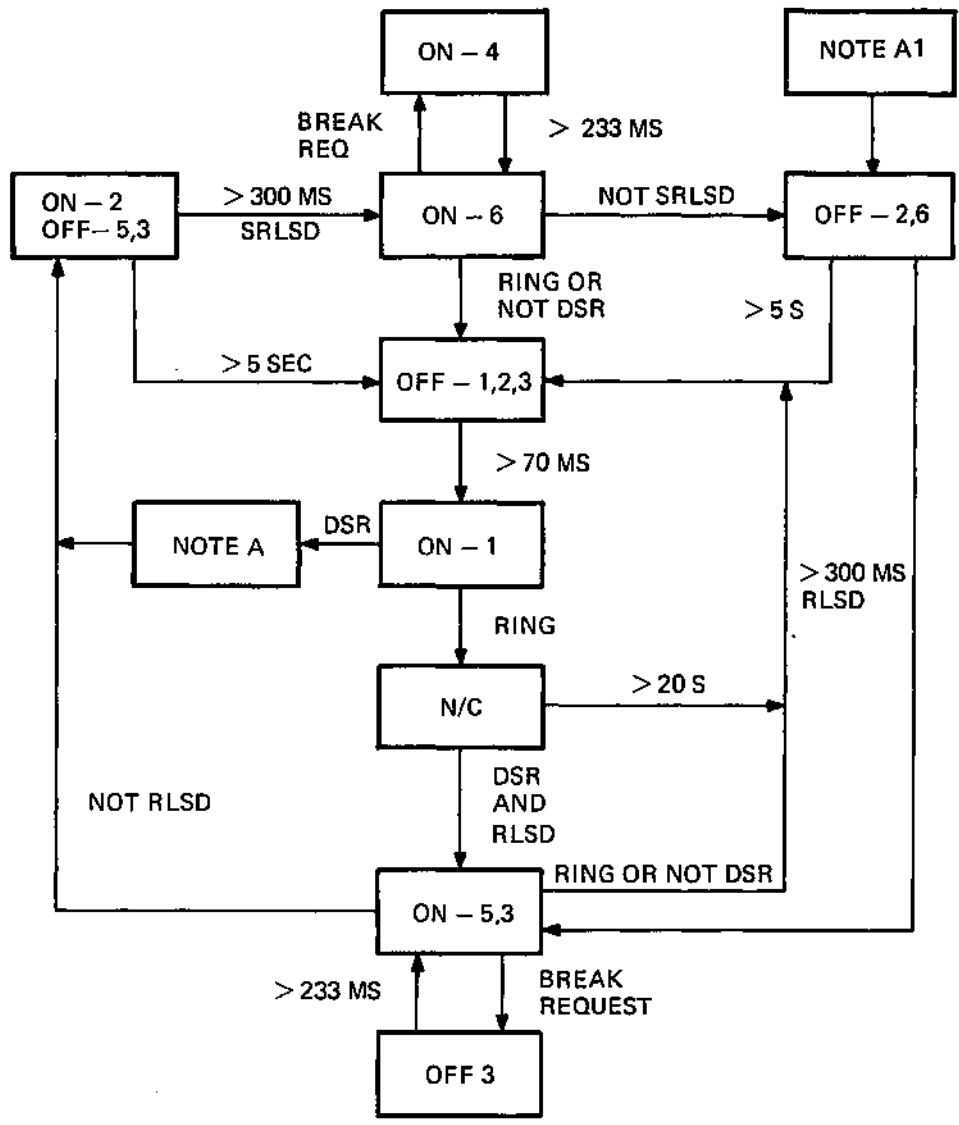 ON – 4
NOTE A1
BREAK
REQ
> 233 MS
ON – 2
OFF– 5,3
> 300 MS
SRLSD
ON – 6
NOT SRLSD
OFF – 2,6
RING OR
NOT DSR
> 5 S
> 5 SEC
OFF – 1,2,3
> 70 MS
NOTE A
DSR
ON – 1
> 300 MS
RLSD
RING
N/C
> 20 S
DSR
AND
RLSD
NOT RLSD
RING OR NOT DSR
ON – 5,3
> 233 MS
BREAK
REQUEST
OFF 3